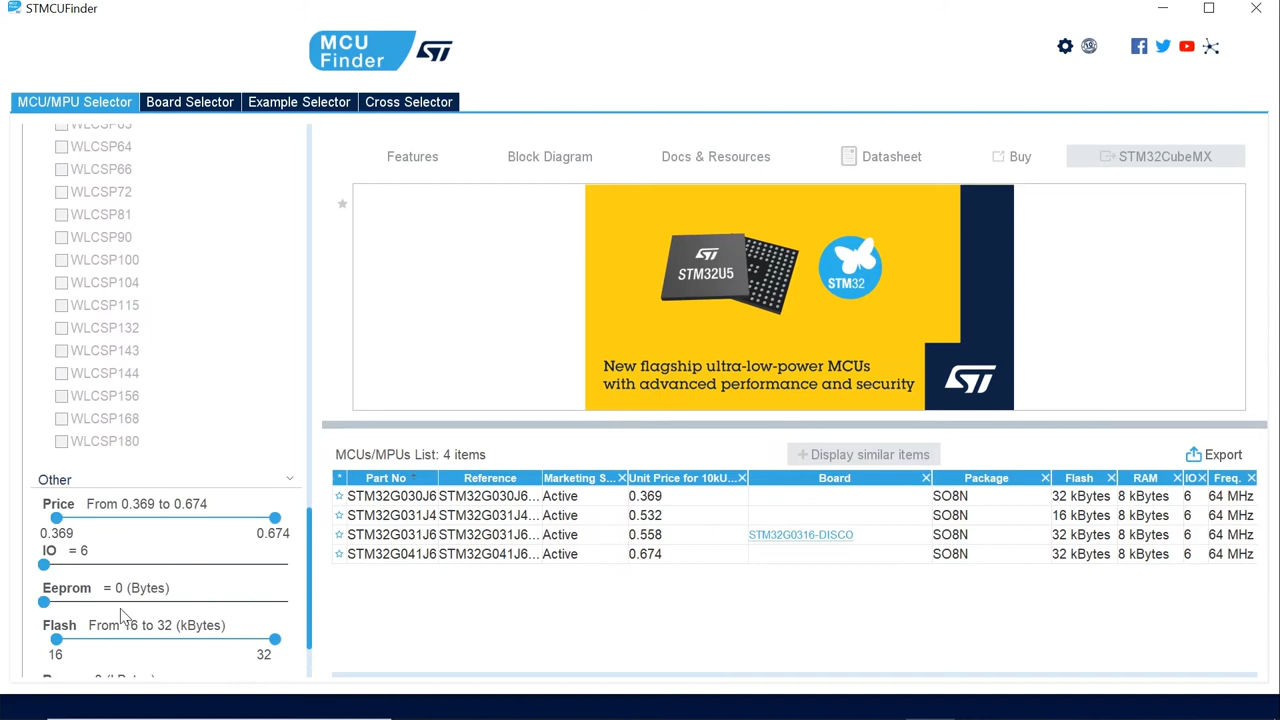 STMCUFinder
MCU
Finder
MCU/MPU Selector Board Selector Example Selector Cross Selector
WLCSP63
WLCSP64
WLCSP66
WLCSP72
WLCSP81
WLCSP90
WLCSP100
WLCSP104
WLCSP115
WLCSP132
WLCSP143
WLCSP144
WLCSP156
WLCSP168
WLCSP180
Other
Price From 0.369 to 0.674
0.369 0.674
IO = 6
Eeprom = 0 (Bytes)
Flash From 16 to 32 (kBytes)
16 32
Features Block Diagram Docs & Resources Datasheet Buy STM32CubeMX
STM32U5
STM32
New flagship ultra-low-power MCUs
with advanced performance and security
MCUs/MPUs List: 4 items + Display similar items Export
* Part No Reference Marketing S... Unit Price for 10kU... Board Package Flash RAM IO Freq.
STM32G030J6 STM32G030J6... Active 0.369 SO8N 32 kBytes 8 kBytes 6 64 MHz
STM32G031J4 STM32G031J4... Active 0.532 SO8N 16 kBytes 8 kBytes 6 64 MHz
STM32G031J6 STM32G031J6... Active 0.558 STM32G0316-DISCO SO8N 32 kBytes 8 kBytes 6 64 MHz
STM32G041J6 STM32G041J6... Active 0.674 SO8N 32 kBytes 8 kBytes 6 64 MHz